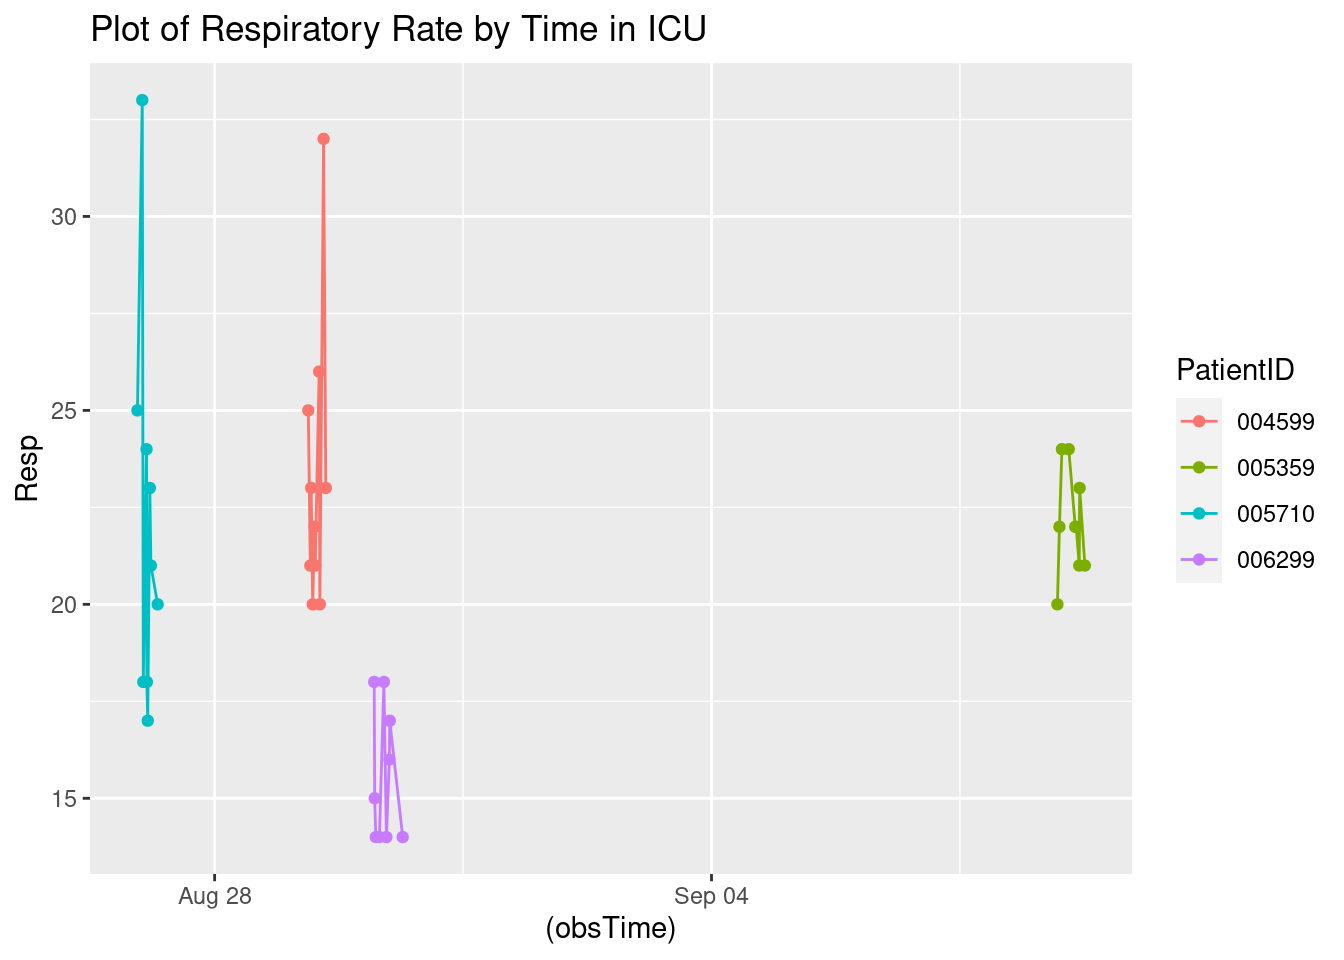 Plot of Respiratory Rate by Time in ICU
30
25
20
15
Resp
Aug 28
Sep 04
(obsTime)
PatientID
004599
005359
005710
006299